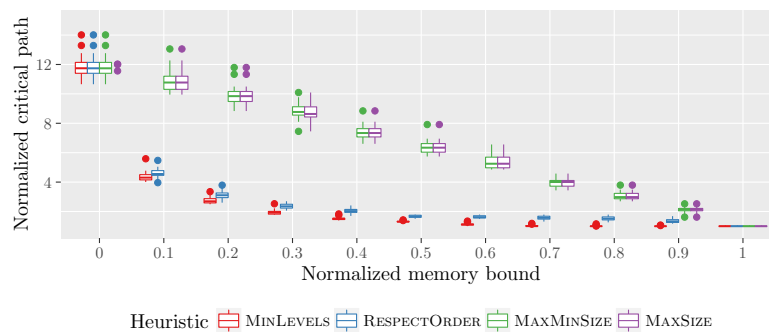 Normalized critical path
12
8
4
0 0.1 0.2 0.3 0.4 0.5 0.6 0.7 0.8 0.9 1
Normalized memory bound
Heuristic MINLEVELS RESPECTORDER MAXMINSIZE MAXSIZE